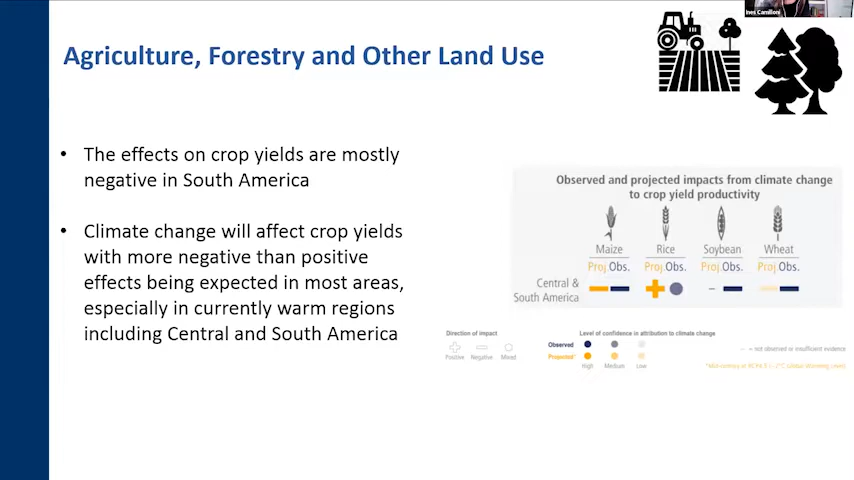 Ines Camilloni
Agriculture, Forestry and Other Land Use
• The effects on crop yields are mostly
negative in South America
• Climate change will affect crop yields
with more negative than positive
effects being expected in most areas,
especially in currently warm regions
including Central and South America
Observed and projected impacts from climate change
to crop yield productivity
Maize Rice Soybean Wheat
Proj. Obs. Proj. Obs. Proj. Obs. Proj. Obs.
Central &
South America
Direction of impact
Positive Negative Mixed
Level of confidence in attribution to climate change
Observed
Projected*
High Medium Low
– = not observed or insufficient evidence